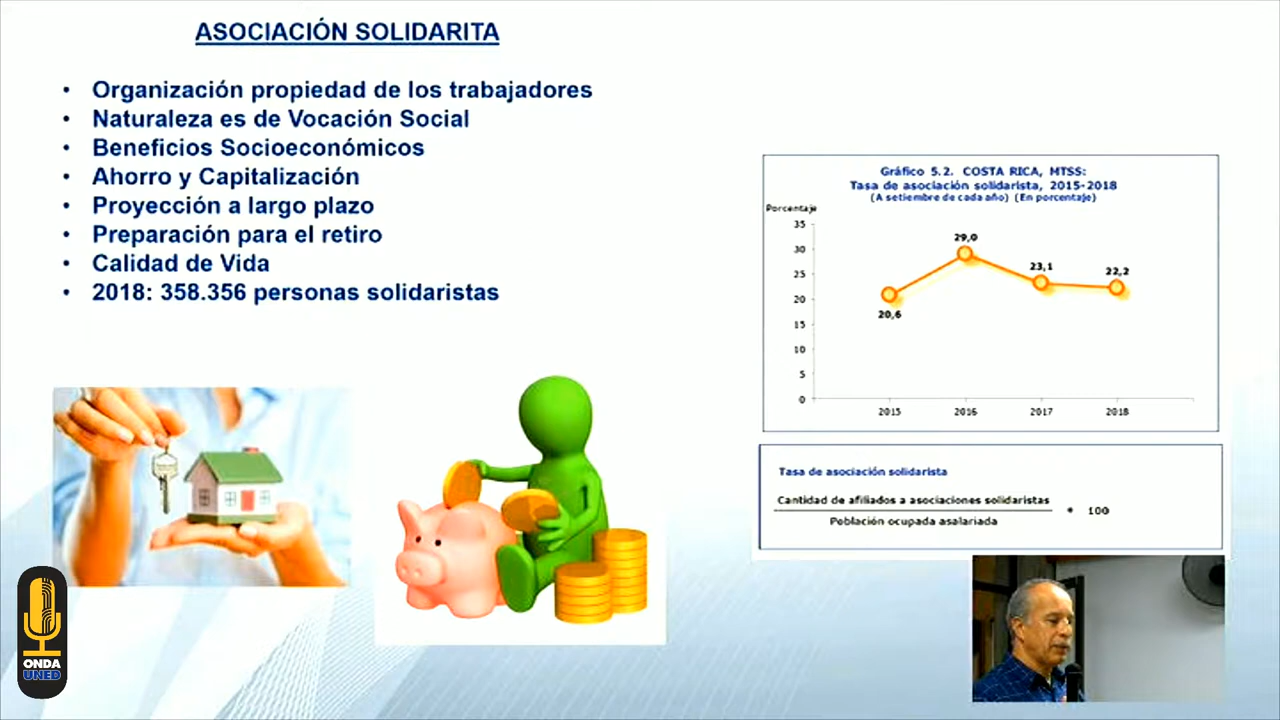 ASOCIACIÓN SOLIDARITA
• Organización propiedad de los trabajadores
• Naturaleza es de Vocación Social
• Beneficios Socioeconómicos
• Ahorro y Capitalización
• Proyección a largo plazo
• Preparación para el retiro
• Calidad de Vida
• 2018: 358.356 personas solidaristas
Gráfico 5.2. COSTA RICA, MTSS:
Tasa de asociación solidarista, 2015-2018
(A setiembre de cada año) (En porcentaje)
Porcentaje
35
30
25
20
15
10
5
0
20,6
29,0
23,1
22,2
2015 2016 2017 2018
Tasa de asociación solidarista
Cantidad de afiliados a asociaciones solidaristas
Población ocupada asalariada
* 100
ONDA
UNED